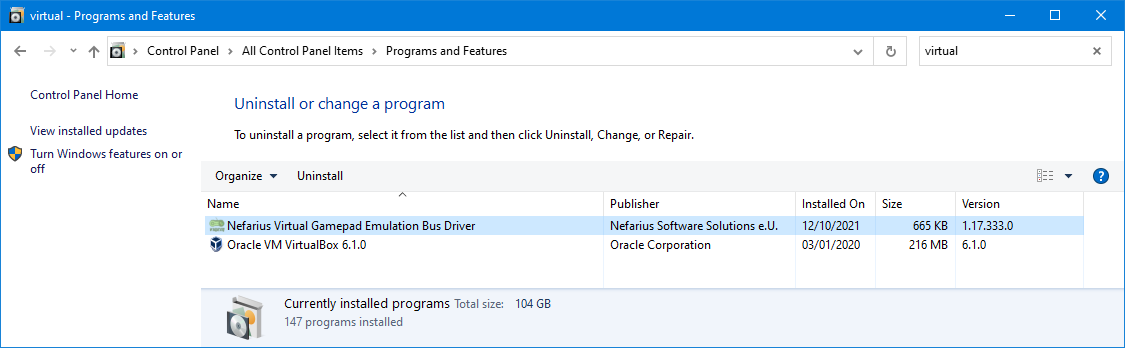 virtual - Programs and Features
Control Panel > All Control Panel Items > Programs and Features
virtual
Control Panel Home
View installed updates
Turn Windows features on or
off
Uninstall or change a program
To uninstall a program, select it from the list and then click Uninstall, Change, or Repair.
Organize Uninstall ?
Name Publisher Installed On Size Version
Nefarius Virtual Gamepad Emulation Bus Driver Nefarius Software Solutions e.U. 12/10/2021 665 KB 1.17.333.0
Oracle VM VirtualBox 6.1.0 Oracle Corporation 03/01/2020 216 MB 6.1.0
Currently installed programs Total size: 104 GB
147 programs installed